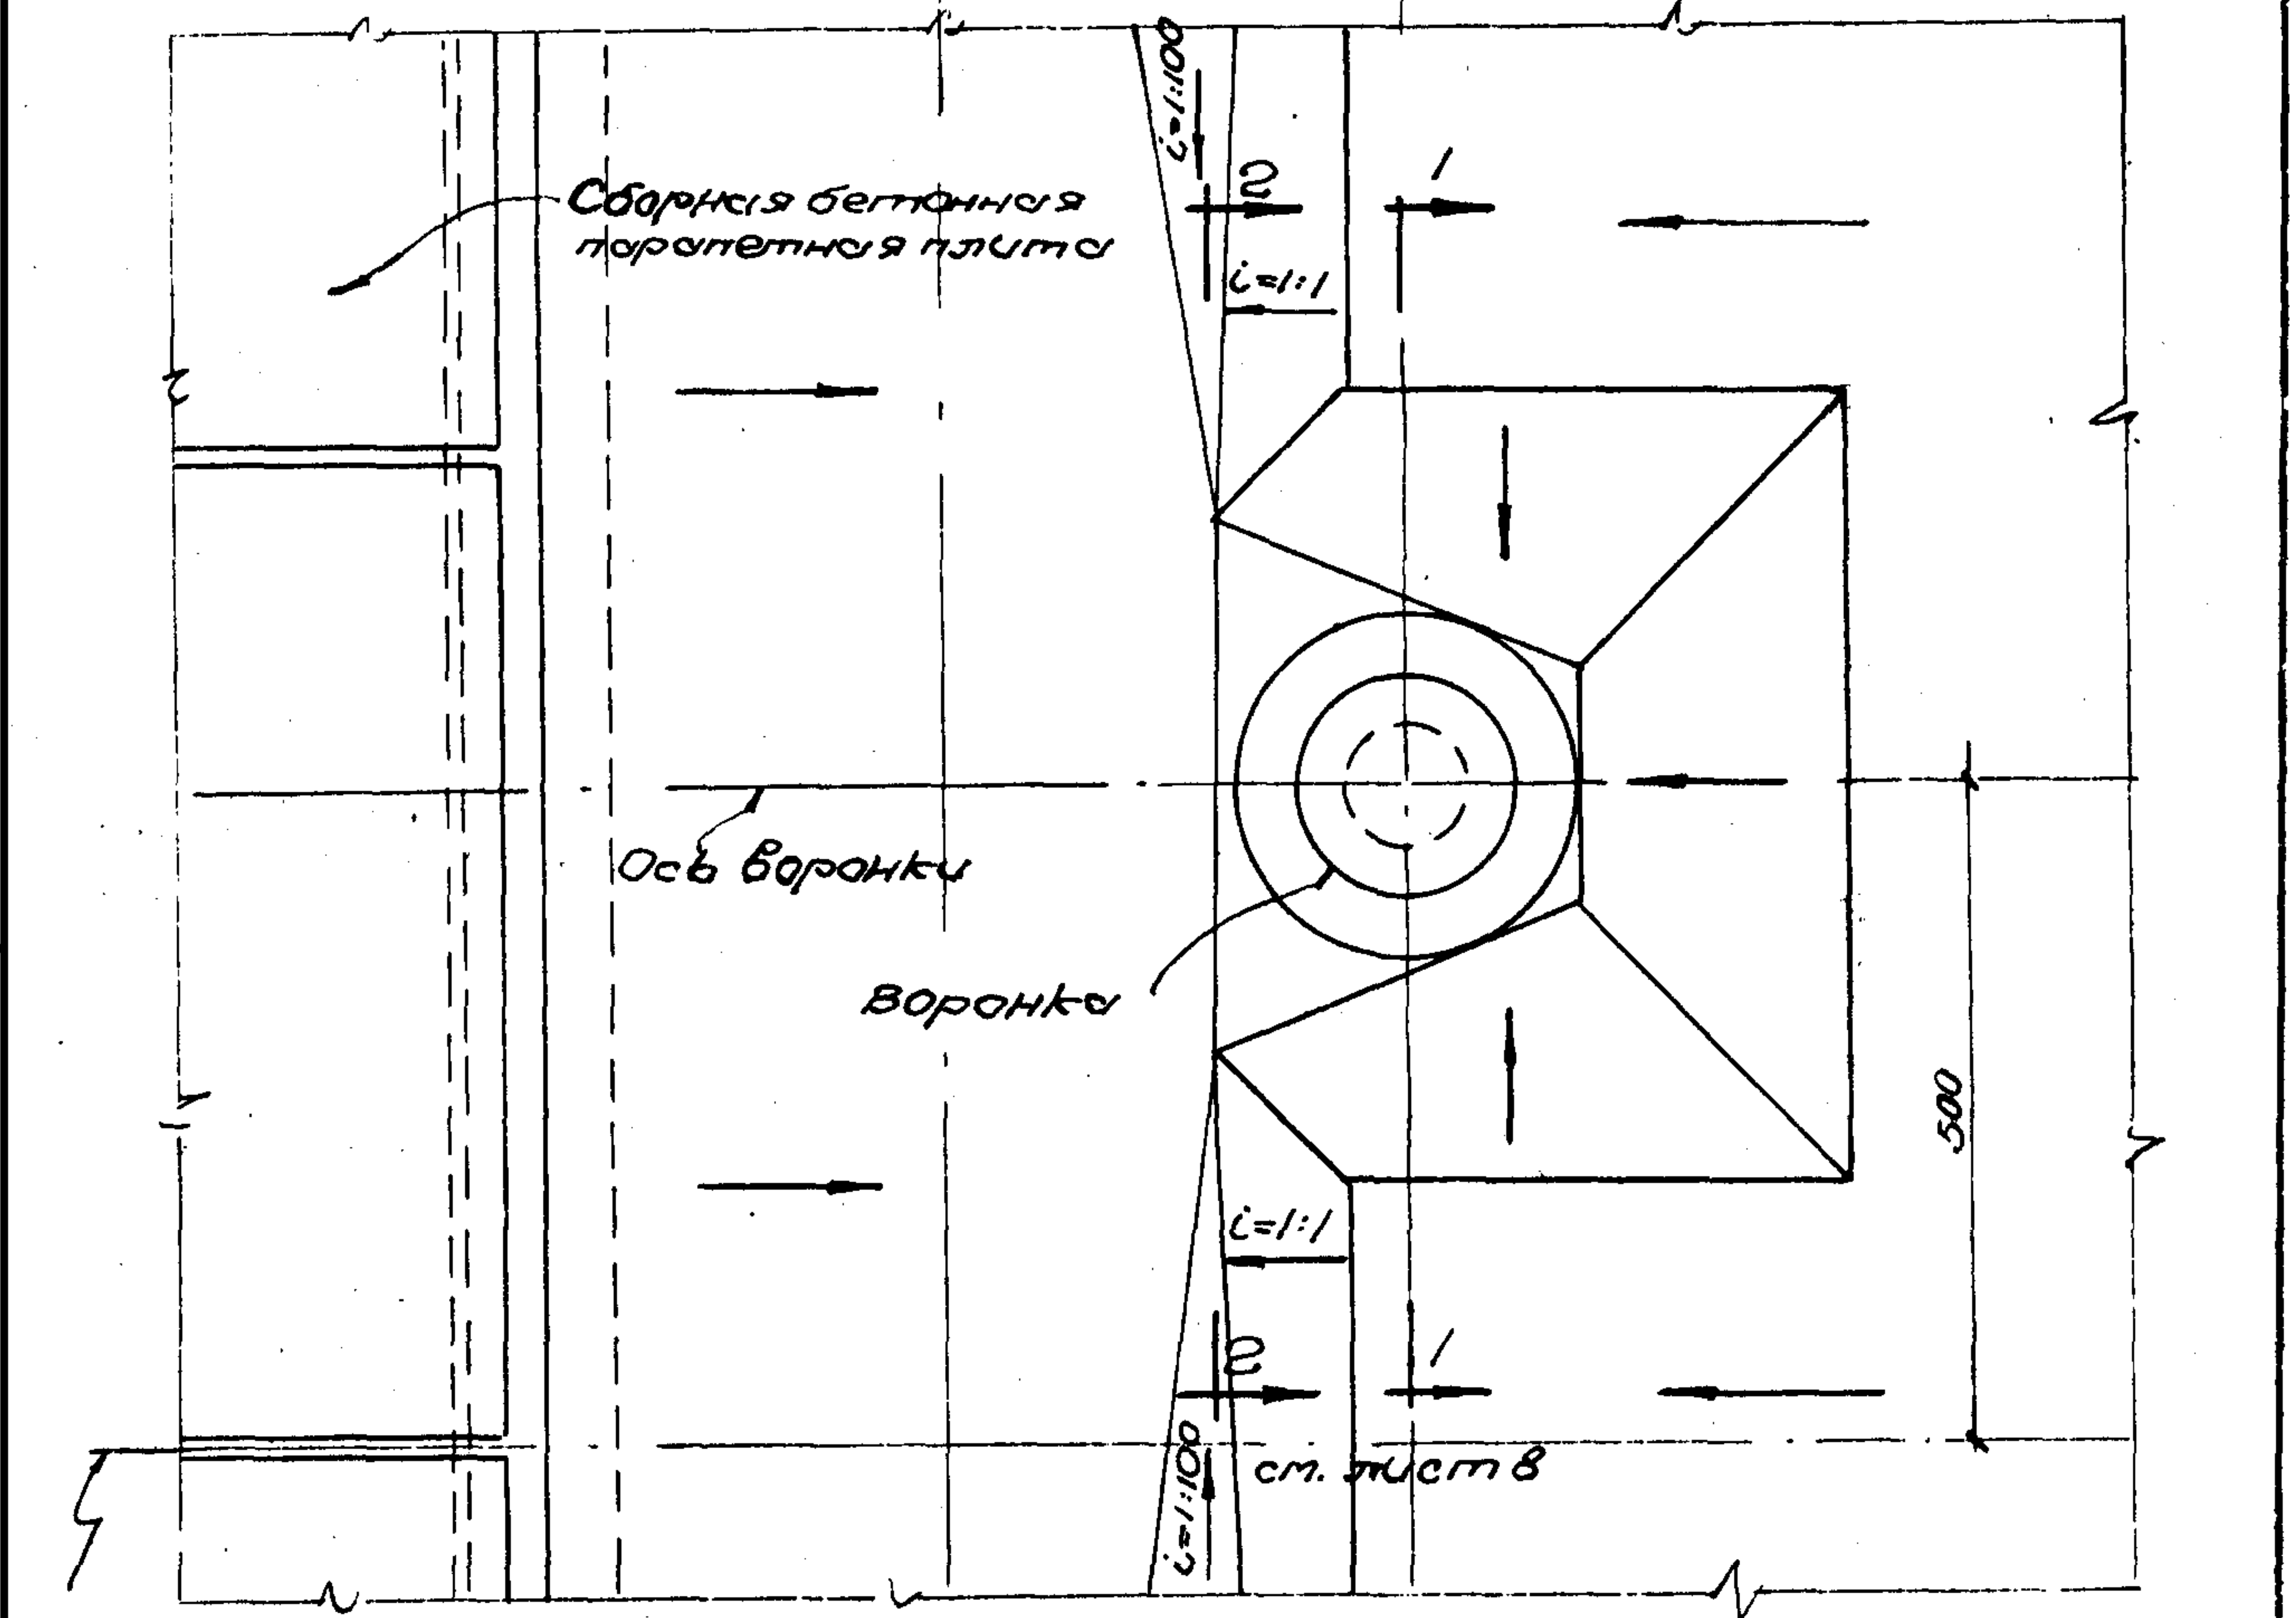 i=1:100
2
1
Сборная бетонная
парапетная плита
i=1:1
Ось воронки
Воронка
500
i=1:1
2
1
i=1:100
см. лист 8